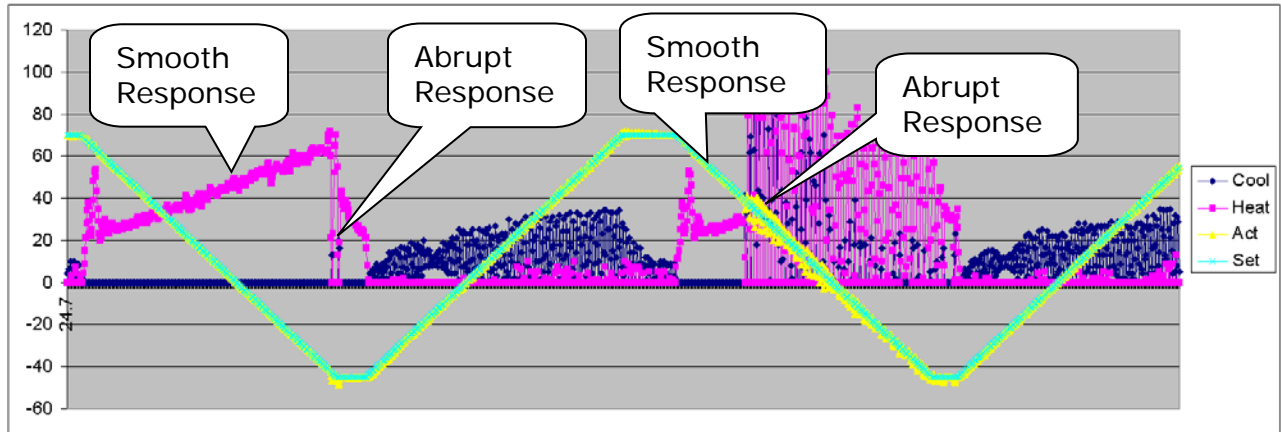 120
100
80
60
40
20
0
-20
-40
-60
24.7
Smooth
Response
Abrupt
Response
Smooth
Response
Abrupt
Response
Cool
Heat
Act
Set